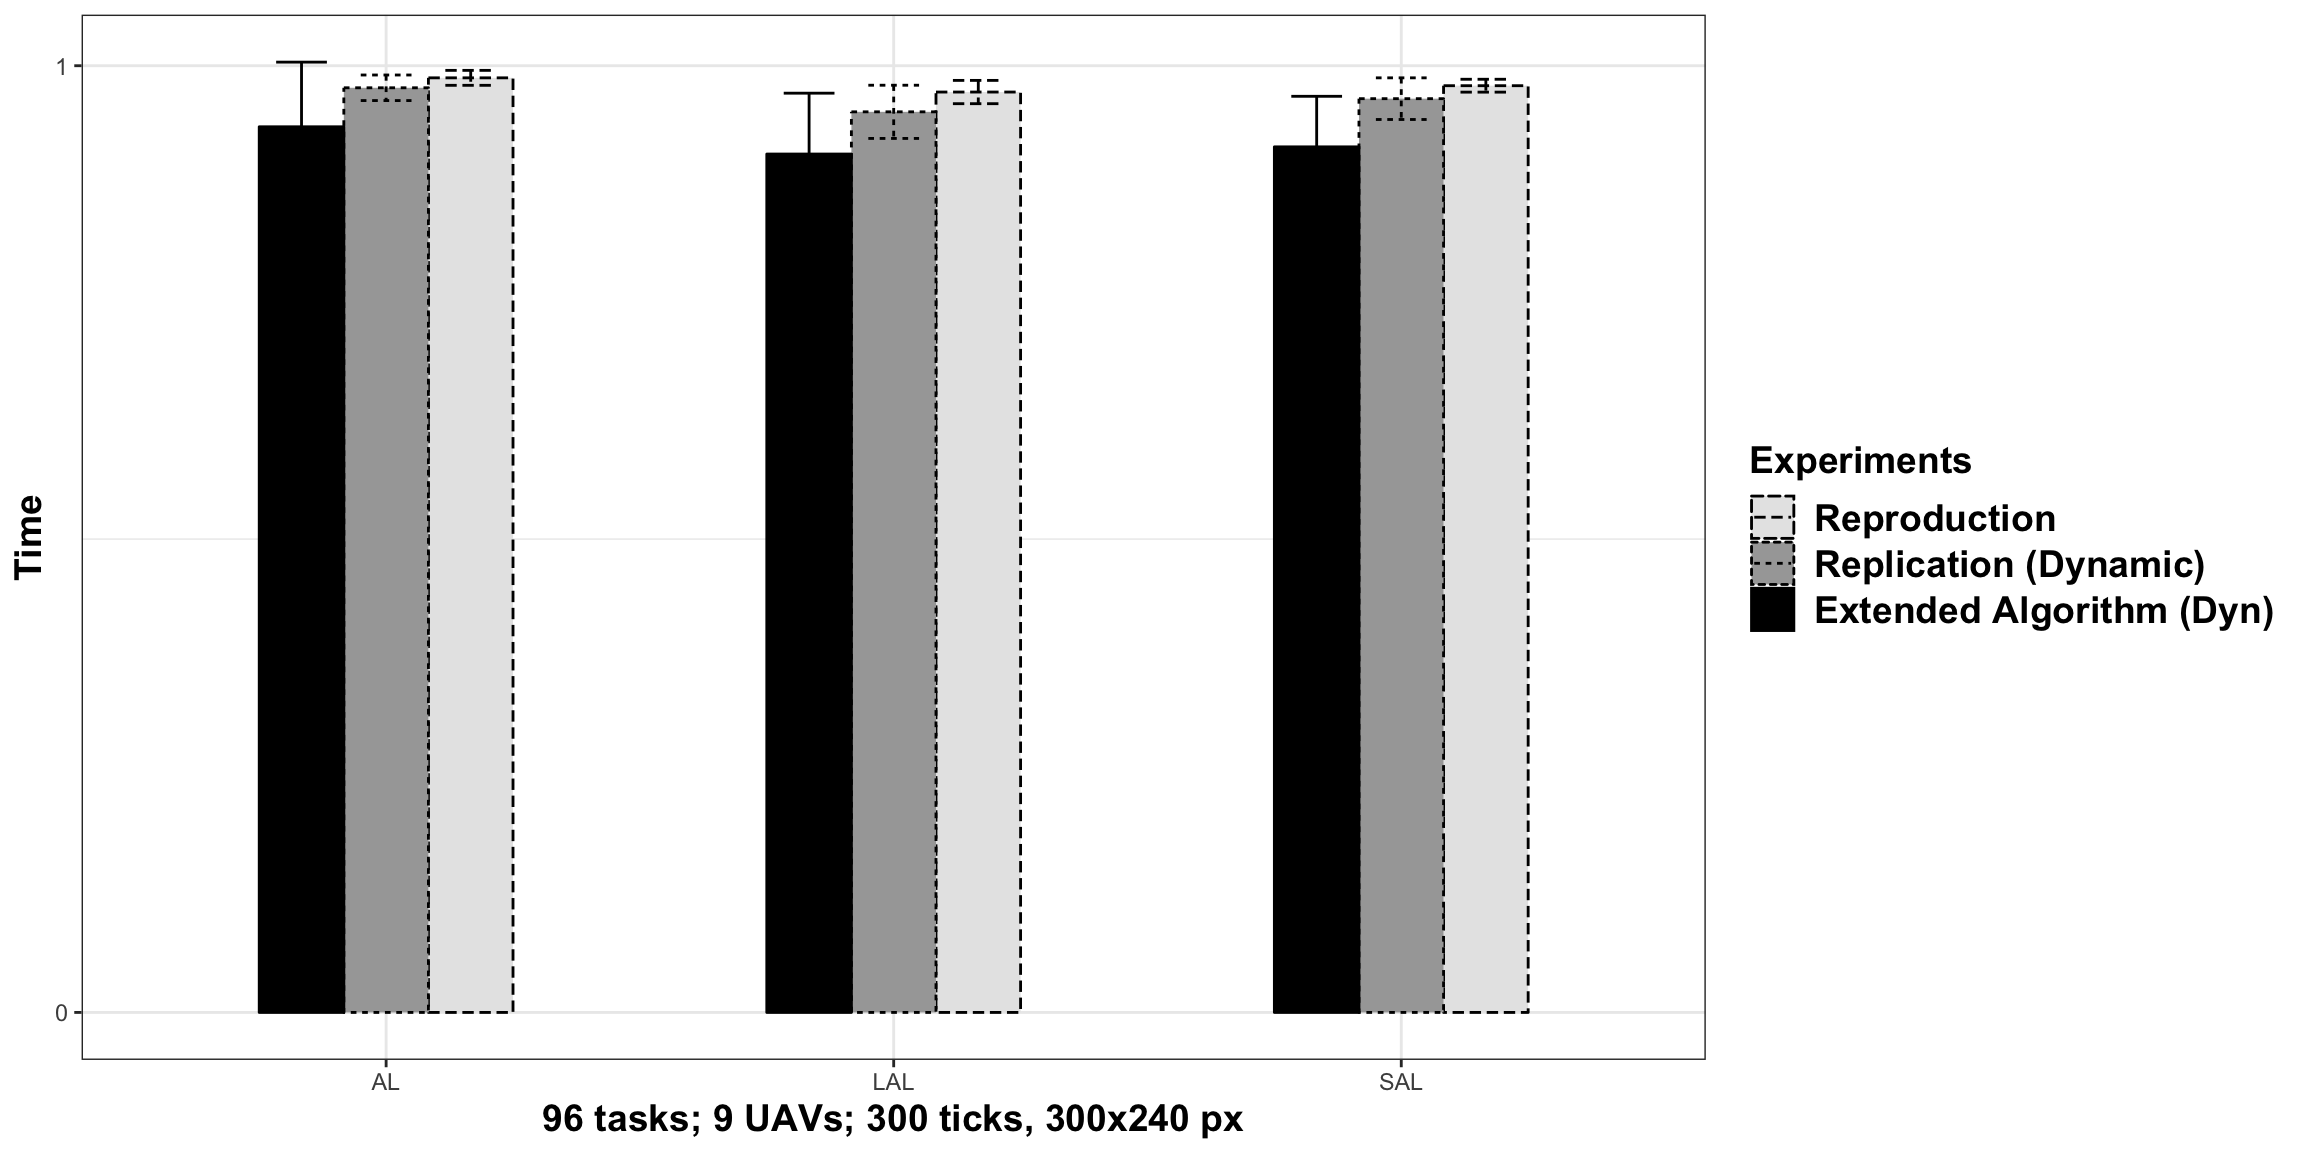 1
0
Time
AL
LAL
SAL
96 tasks; 9 UAVs; 300 ticks, 300x240 px
Experiments
Reproduction
Replication (Dynamic)
Extended Algorithm (Dyn)